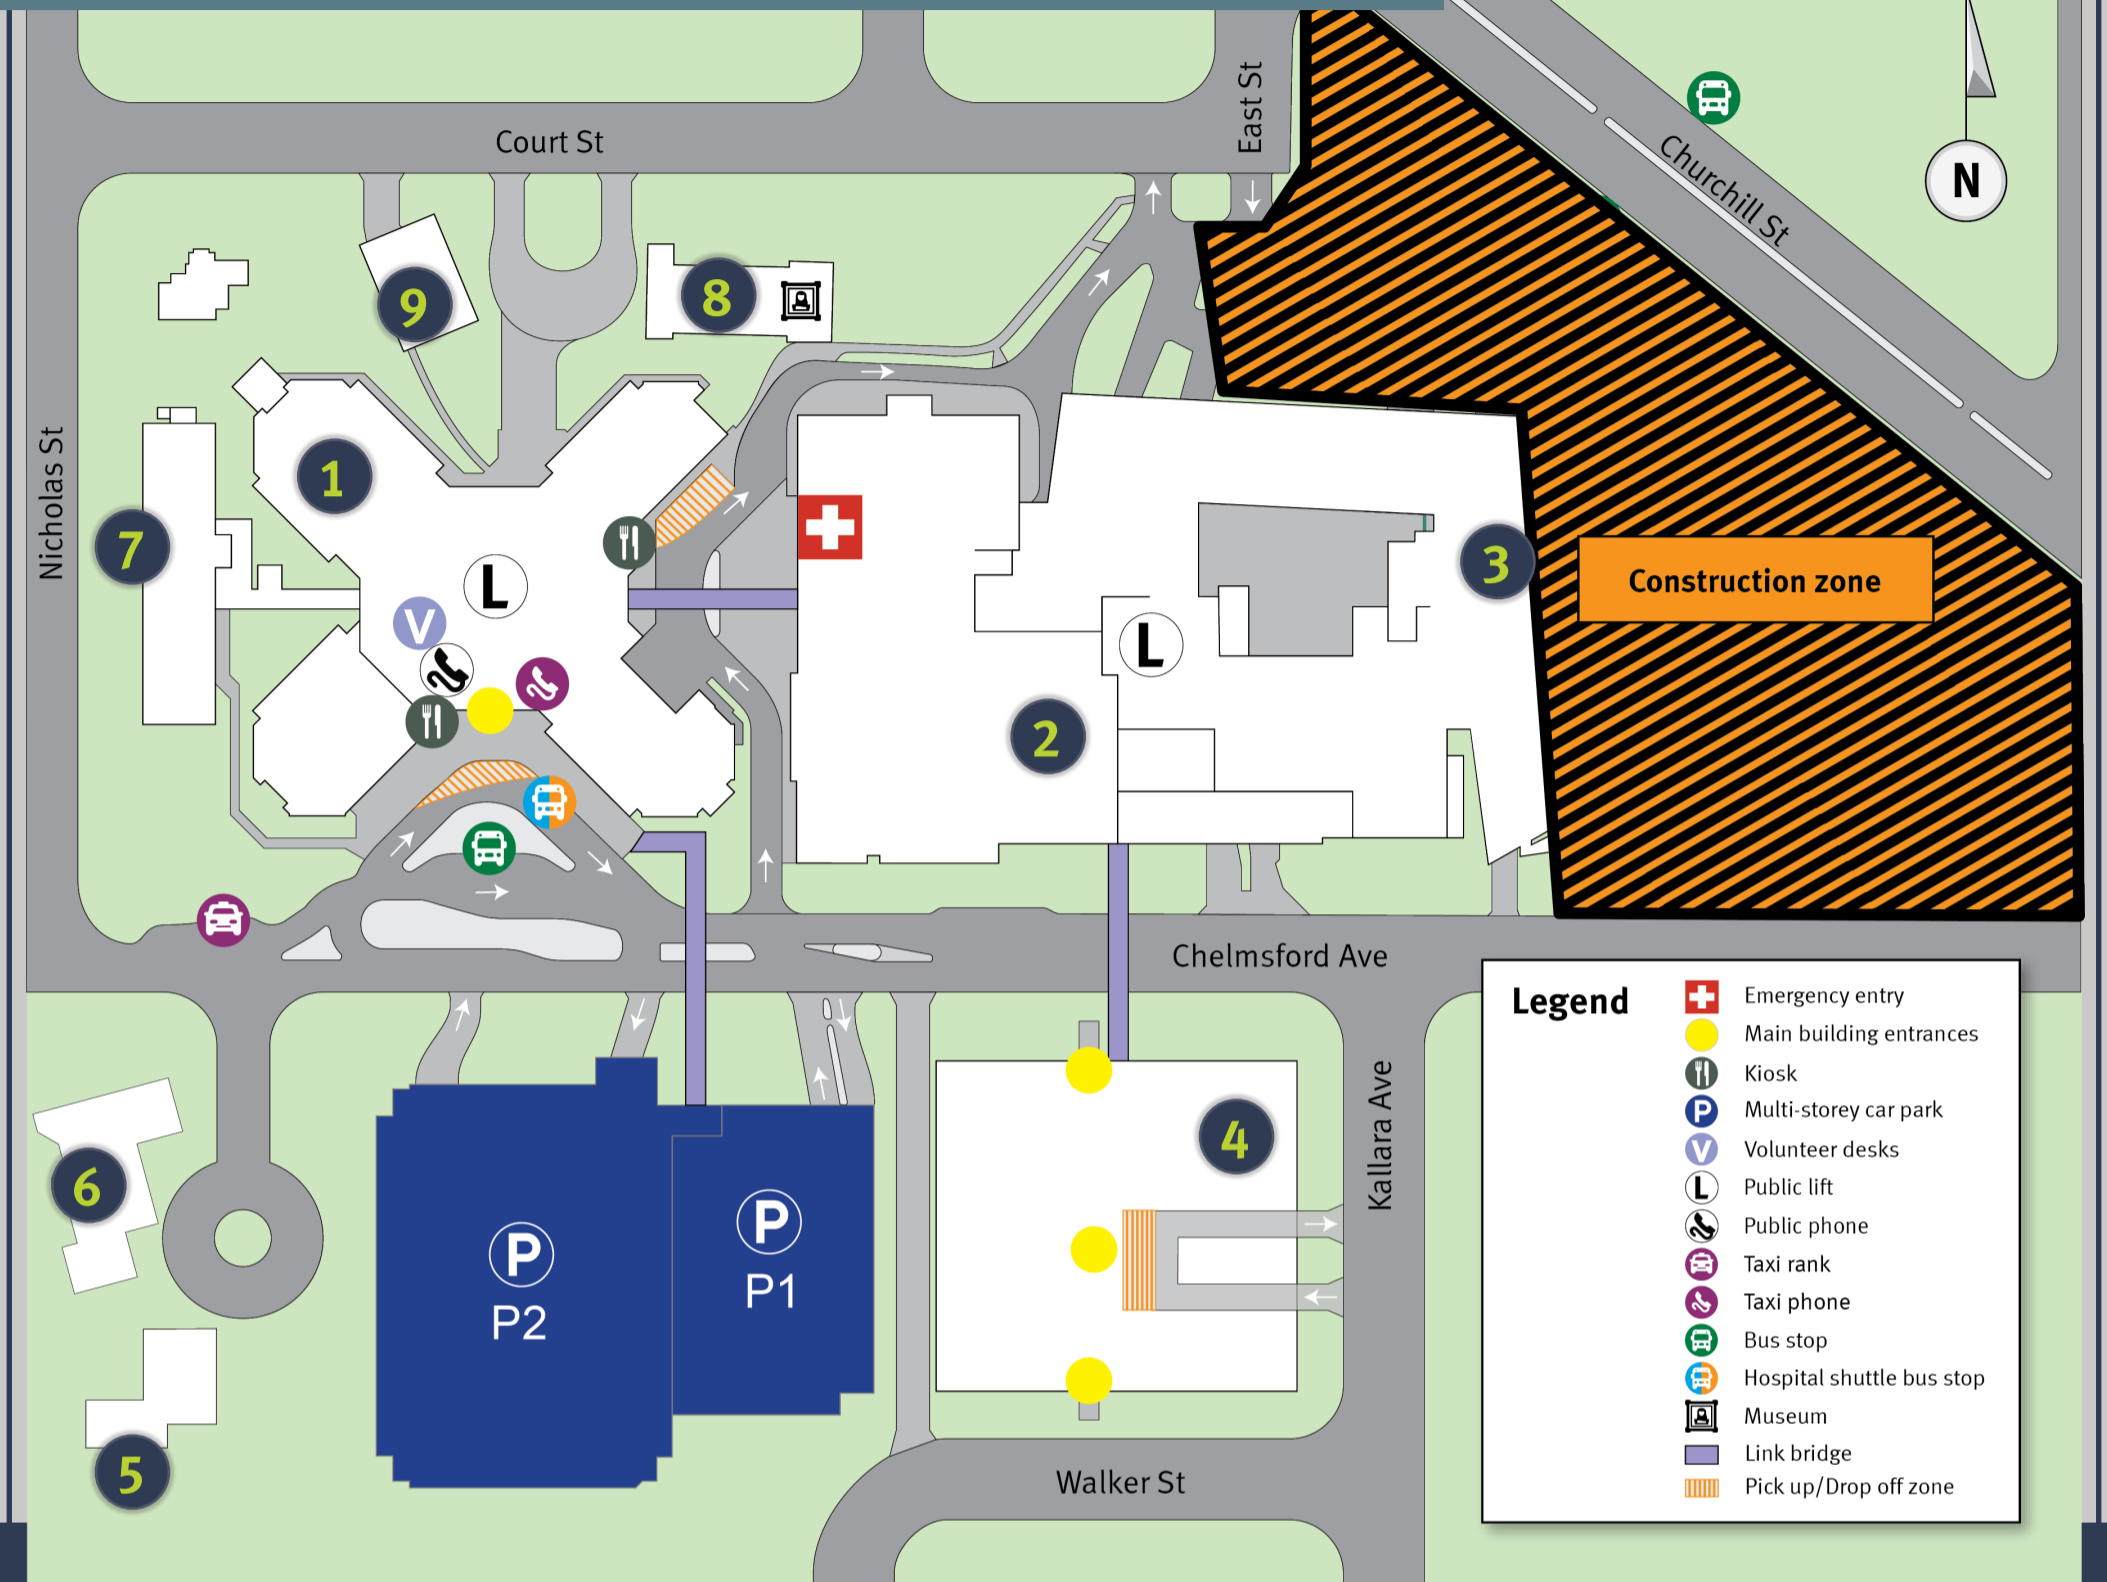 Court St
East St
Churchill St
N
9
8
Nicholas St
1
7
L
3
Construction zone
V
L
2
Chelmsford Ave
Legend
Emergency entry
Main building entrances
Kiosk
P
Multi-storey car park
V
Volunteer desks
L
Public lift
Public phone
Taxi rank
Taxi phone
Bus stop
Hospital shuttle bus stop
Museum
Link bridge
Pick up/Drop off zone
Kallara Ave
4
6
P
P1
P
P2
5
Walker St